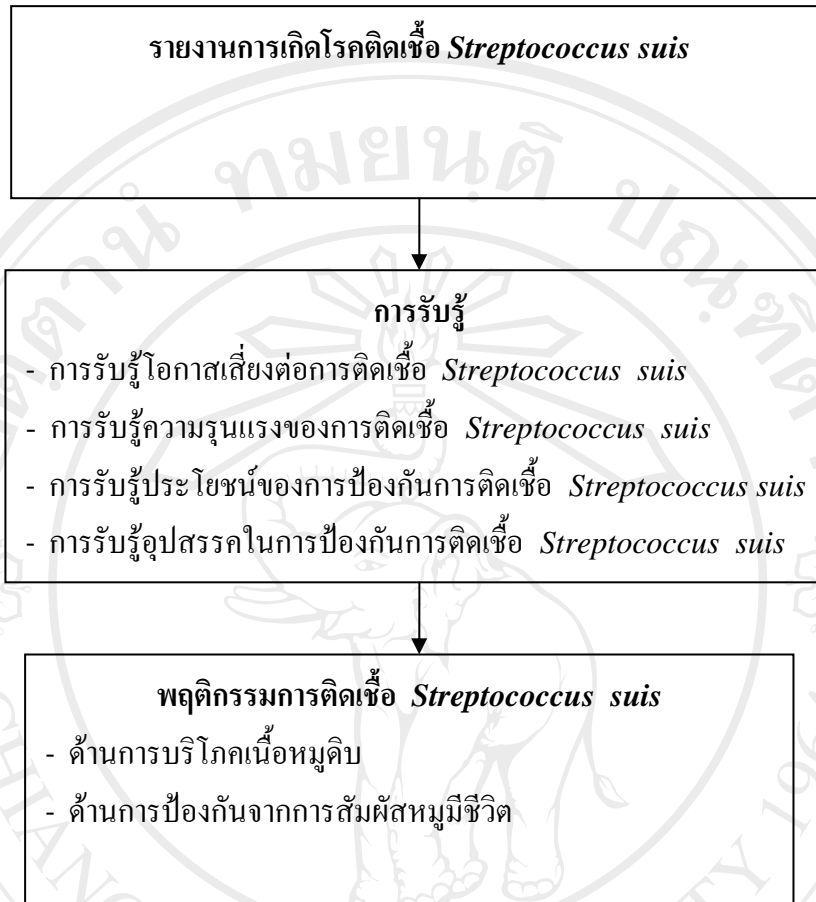 รายงานการเกิดโรคติดเชื้อ Streptococcus suis
การรับรู้
- การรับรู้โอกาสเสี่ยงต่อการติดเชื้อ Streptococcus suis
- การรับรู้ความรุนแรงของการติดเชื้อ Streptococcus suis
- การรับรู้ประโยชน์ของการป้องกันการติดเชื้อ Streptococcus suis
- การรับรู้อุปสรรคในการป้องกันการติดเชื้อ Streptococcus suis
พฤติกรรมการติดเชื้อ Streptococcus suis
- ด้านการบริโภคเนื้อหมูดิบ
- ด้านการป้องกันจากการสัมผัสหมูมีชีวิต